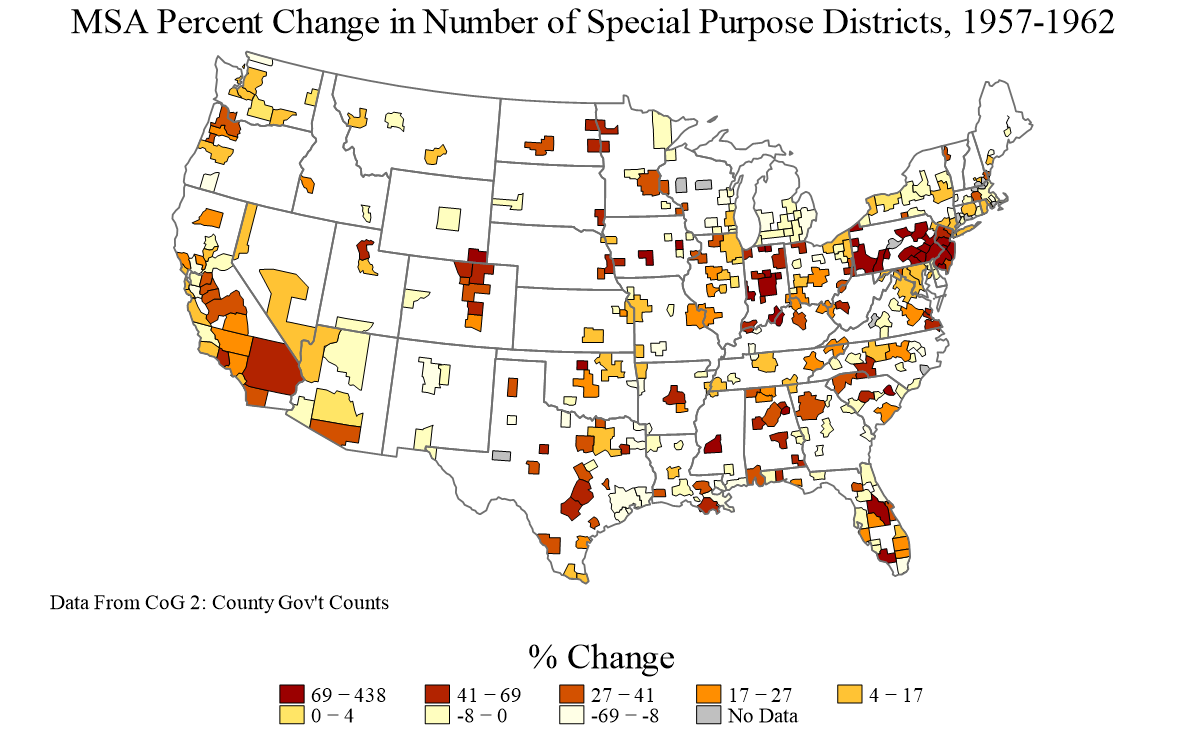 MSA Percent Change in Number of Special Purpose Districts, 1957-1962
Data From CoG 2: County Gov't Counts
% Change
69 − 438 41 − 69 27 − 41 17 − 27 4 − 17
0 − 4 -8 − 0 -69 − -8 No Data